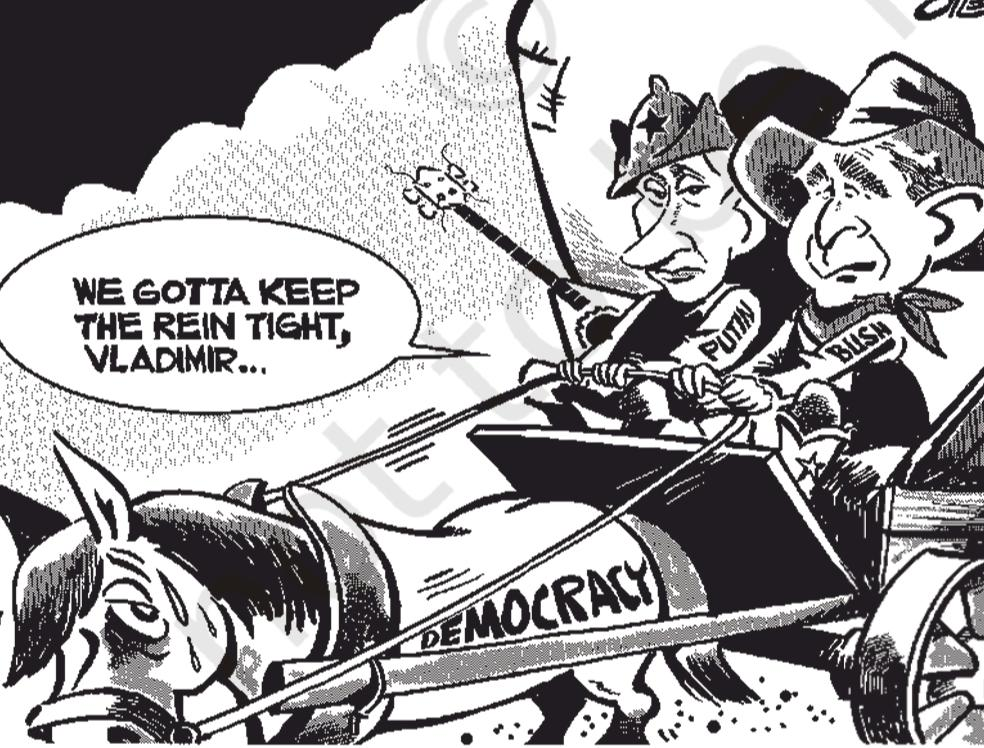 WE GOTTA KEEP
THE REIN TIGHT,
VLADIMIR...
PUTIN
BUSH
DEMOCRACY